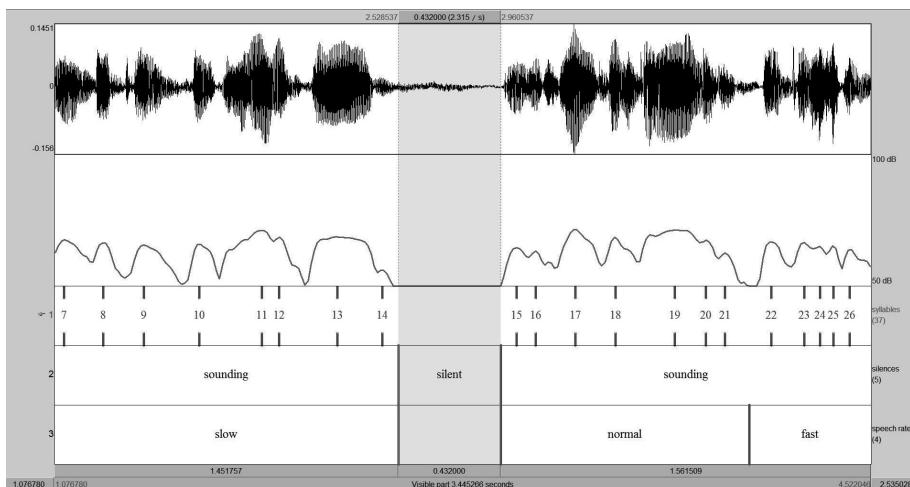 2.528537 0.432000 (2.315 / s) 2.960537
0.1451
0
-0.156
100 dB
50 dB
1 7 8 9 10 11 12 13 14 15 16 17 18 19 20 21 22 23 24 25 26 syllables
(37)
2 sounding silent sounding silences
(5)
3 slow normal fast speech rate
(4)
1.451757 0.432000 1.561509
1.076780 1.076780 Visible part 3.445266 seconds 4.522046 2.535026